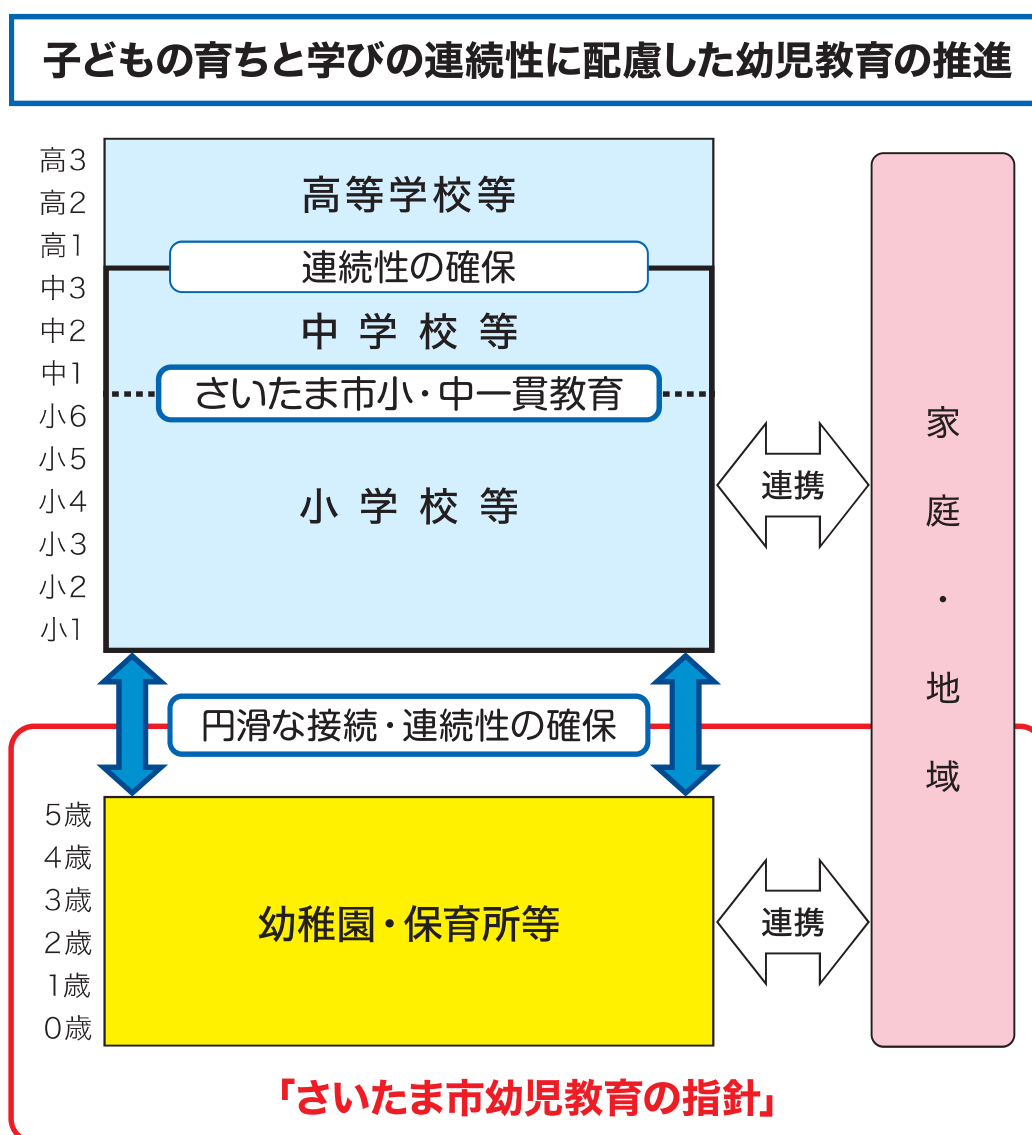 子どもの育ちと学びの連続性に配慮した幼児教育の推進
高3
高2
高1
中3
中2
中1
小6
小5
小4
小3
小2
小1
高等学校等
連続性の確保
中学校等
さいたま市小・中一貫教育
小学校等
連携
家庭・地域
円滑な接続・連続性の確保
5歳
4歳
3歳
2歳
1歳
0歳
幼稚園・保育所等
連携
「さいたま市幼児教育の指針」